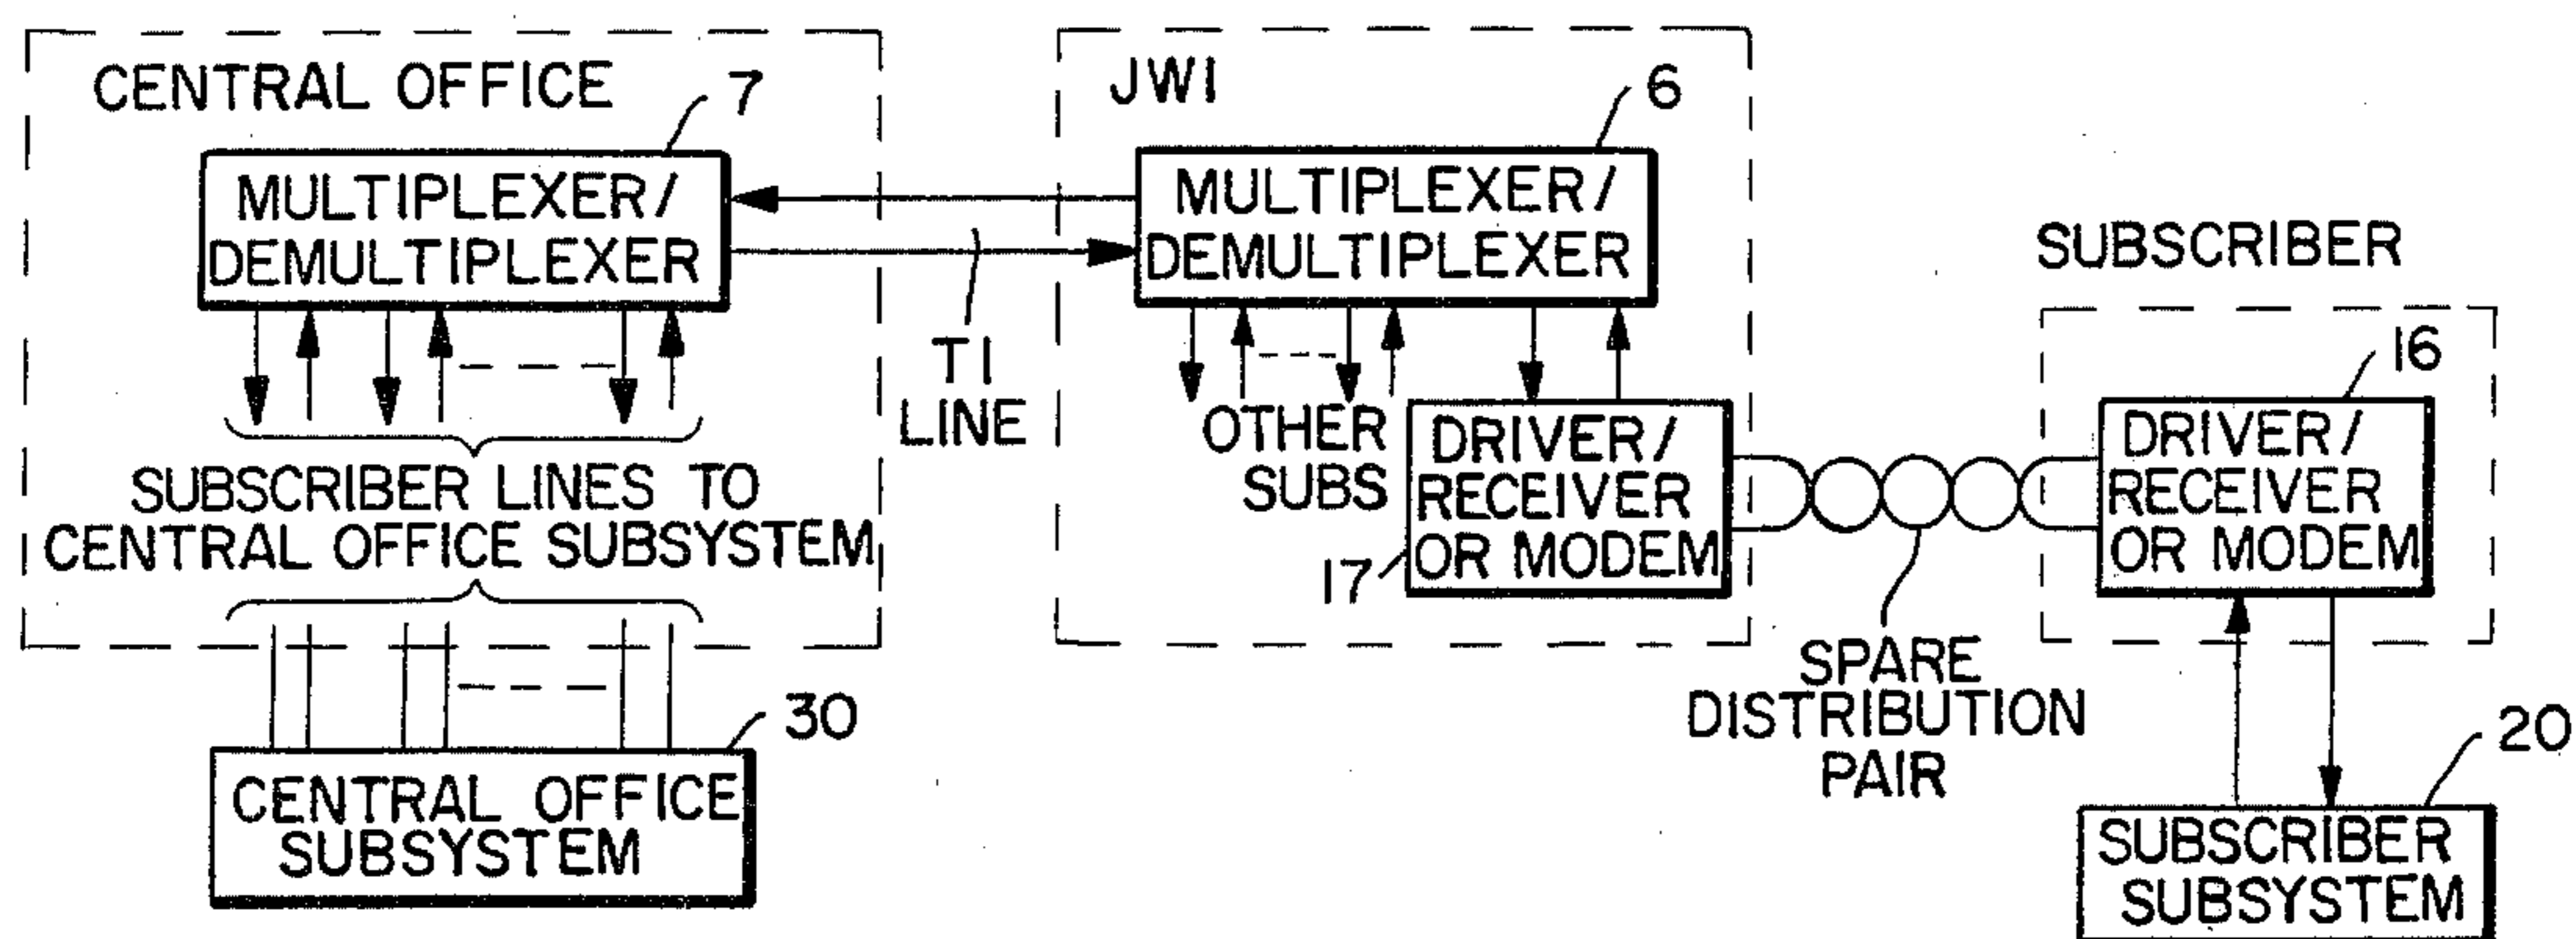 CENTRAL OFFICE
7
MULTIPLEXER/
DEMULTIPLEXER
SUBSCRIBER LINES TO
CENTRAL OFFICE SUBSYSTEM
30
CENTRAL OFFICE
SUBSYSTEM
T1
LINE
JWI
6
MULTIPLEXER/
DEMULTIPLEXER
OTHER
SUBS
17
DRIVER/
RECEIVER
OR MODEM
SPARE
DISTRIBUTION
PAIR
SUBSCRIBER
16
DRIVER/
RECEIVER
OR MODEM
20
SUBSCRIBER
SUBSYSTEM